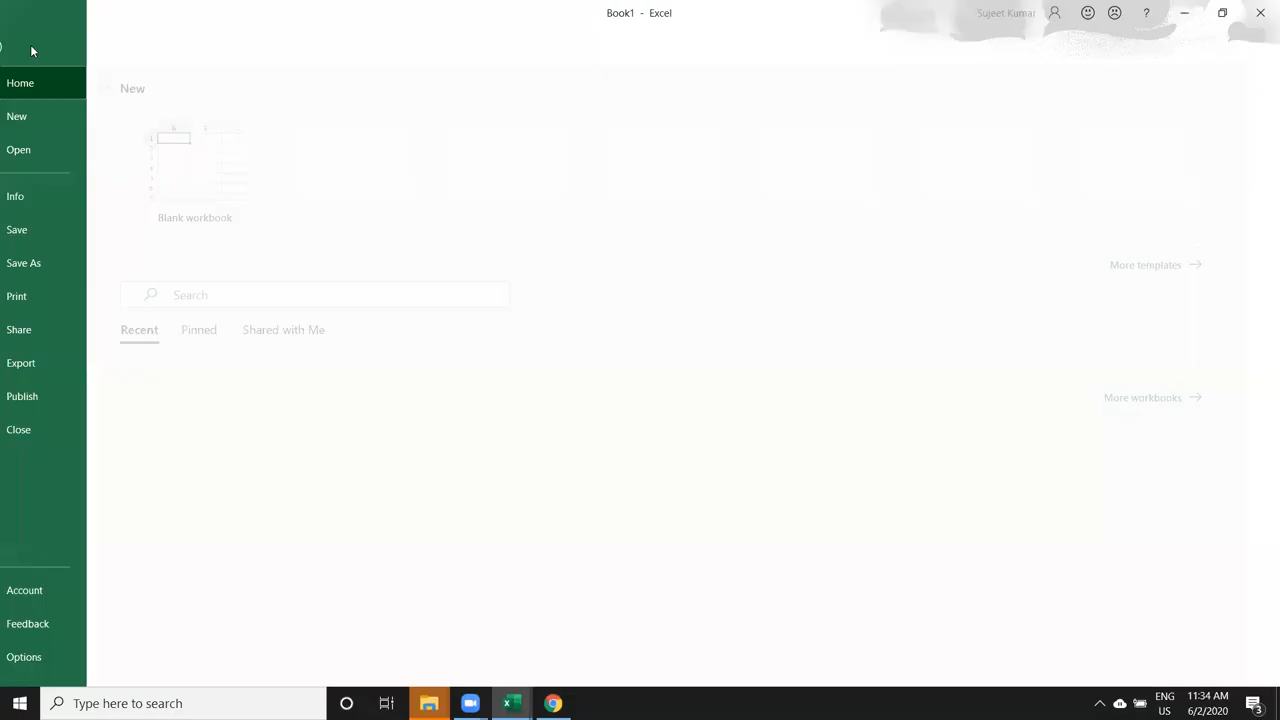 Book1 - Excel
Sujeet Kumar
?
Home
New
Open
Info
Save
Save As
Print
Share
Export
Publish
Close
Account
Feedback
Options
New
Blank workbook
More templates
Search
Recent Pinned Shared with Me
More workbooks
Type here to search
ENG
US
11:34 AM
6/2/2020
3